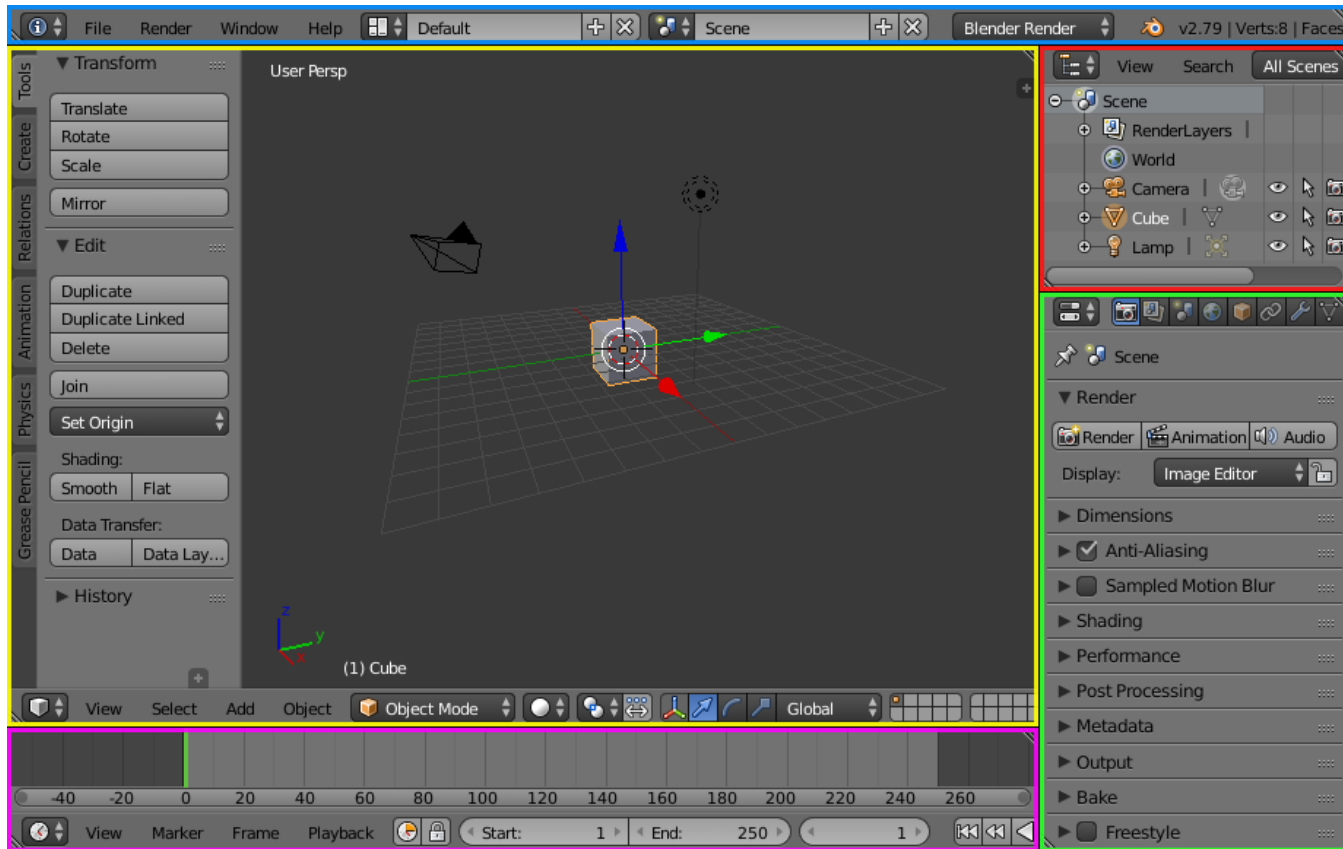 File Render Window Help Default Scene Blender Render v2.79 | Verts:8 | Faces
Tools
Create
Relations
Animation
Physics
Grease Pencil
Transform
Translate
Rotate
Scale
Mirror
Edit
Duplicate
Duplicate Linked
Delete
Join
Set Origin
Shading:
Smooth Flat
Data Transfer:
Data Data Lay...
History
User Persp
z
y
x
(1) Cube
View Select Add Object Object Mode Global
-40 -20 0 20 40 60 80 100 120 140 160 180 200 220 240 260
View Marker Frame Playback Start: 1 End: 250 1
View Search All Scenes
Scene
RenderLayers
World
Camera
Cube
Lamp
Scene
Render
Render Animation Audio
Display: Image Editor
Dimensions
Anti-Aliasing
Sampled Motion Blur
Shading
Performance
Post Processing
Metadata
Output
Bake
Freestyle